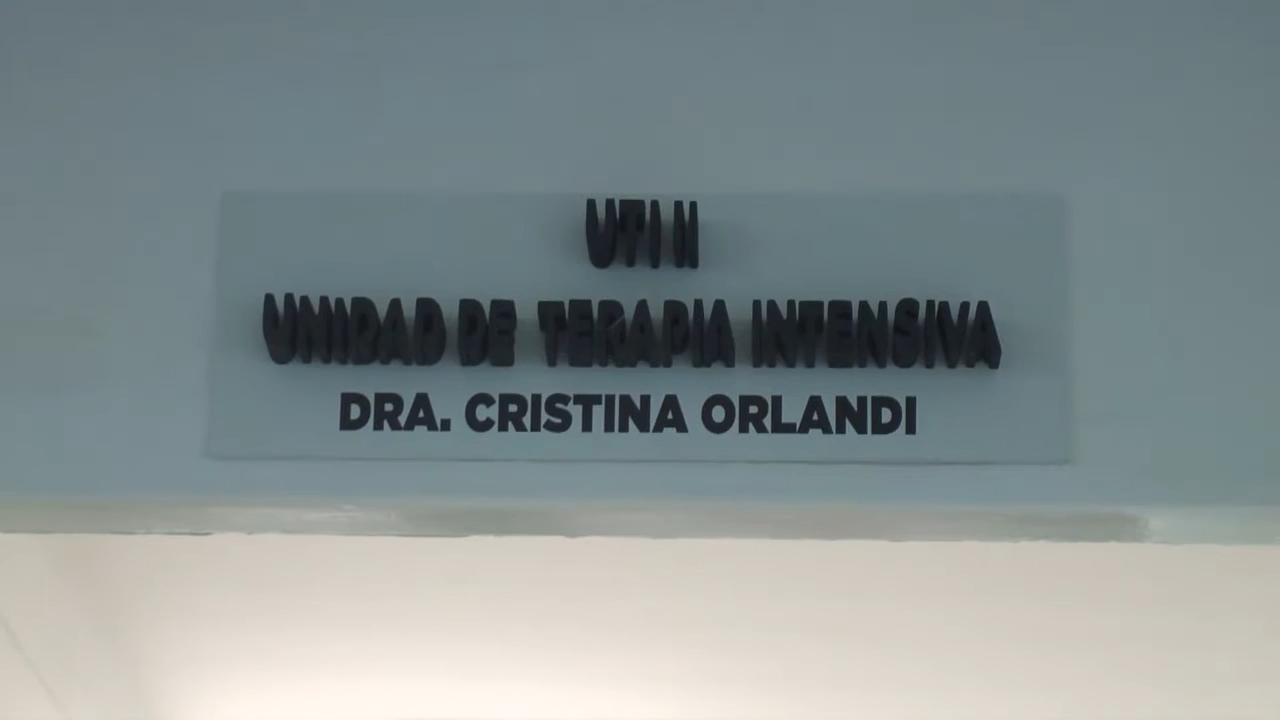 UTI II
UNIDAD DE TERAPIA INTENSIVA
DRA. CRISTINA ORLANDI